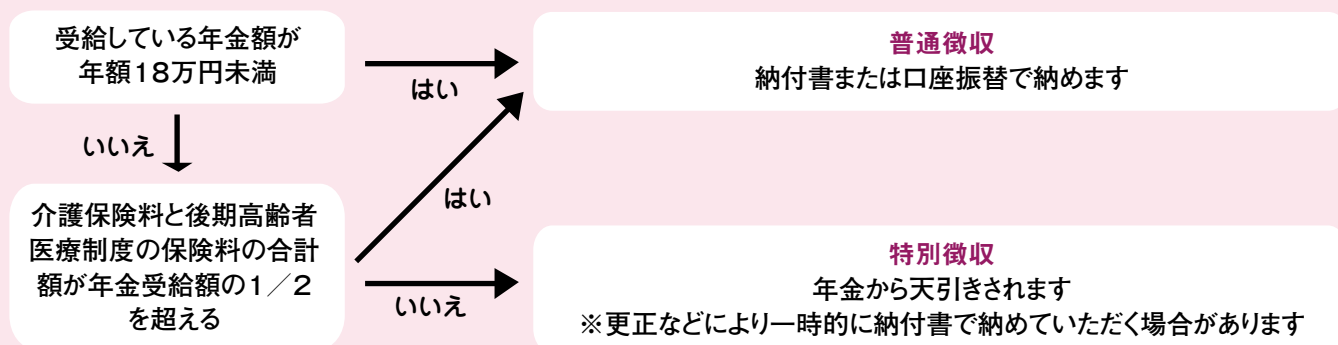 受給している年金額が
年額18万円未満
はい
普通徴収
納付書または口座振替で納めます
いいえ
介護保険料と後期高齢者
医療制度の保険料の合計
額が年金受給額の1／2
を超える
はい
いいえ
特別徴収
年金から天引きされます
※更正などにより一時的に納付書で納めていただく場合があります